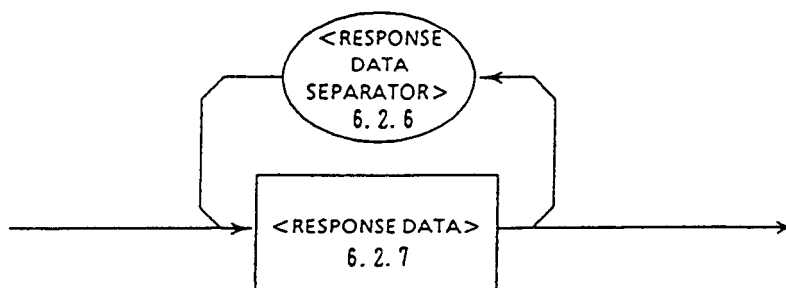 <RESPONSE
DATA
SEPARATOR>
6.2.6
<RESPONSE DATA>
6.2.7